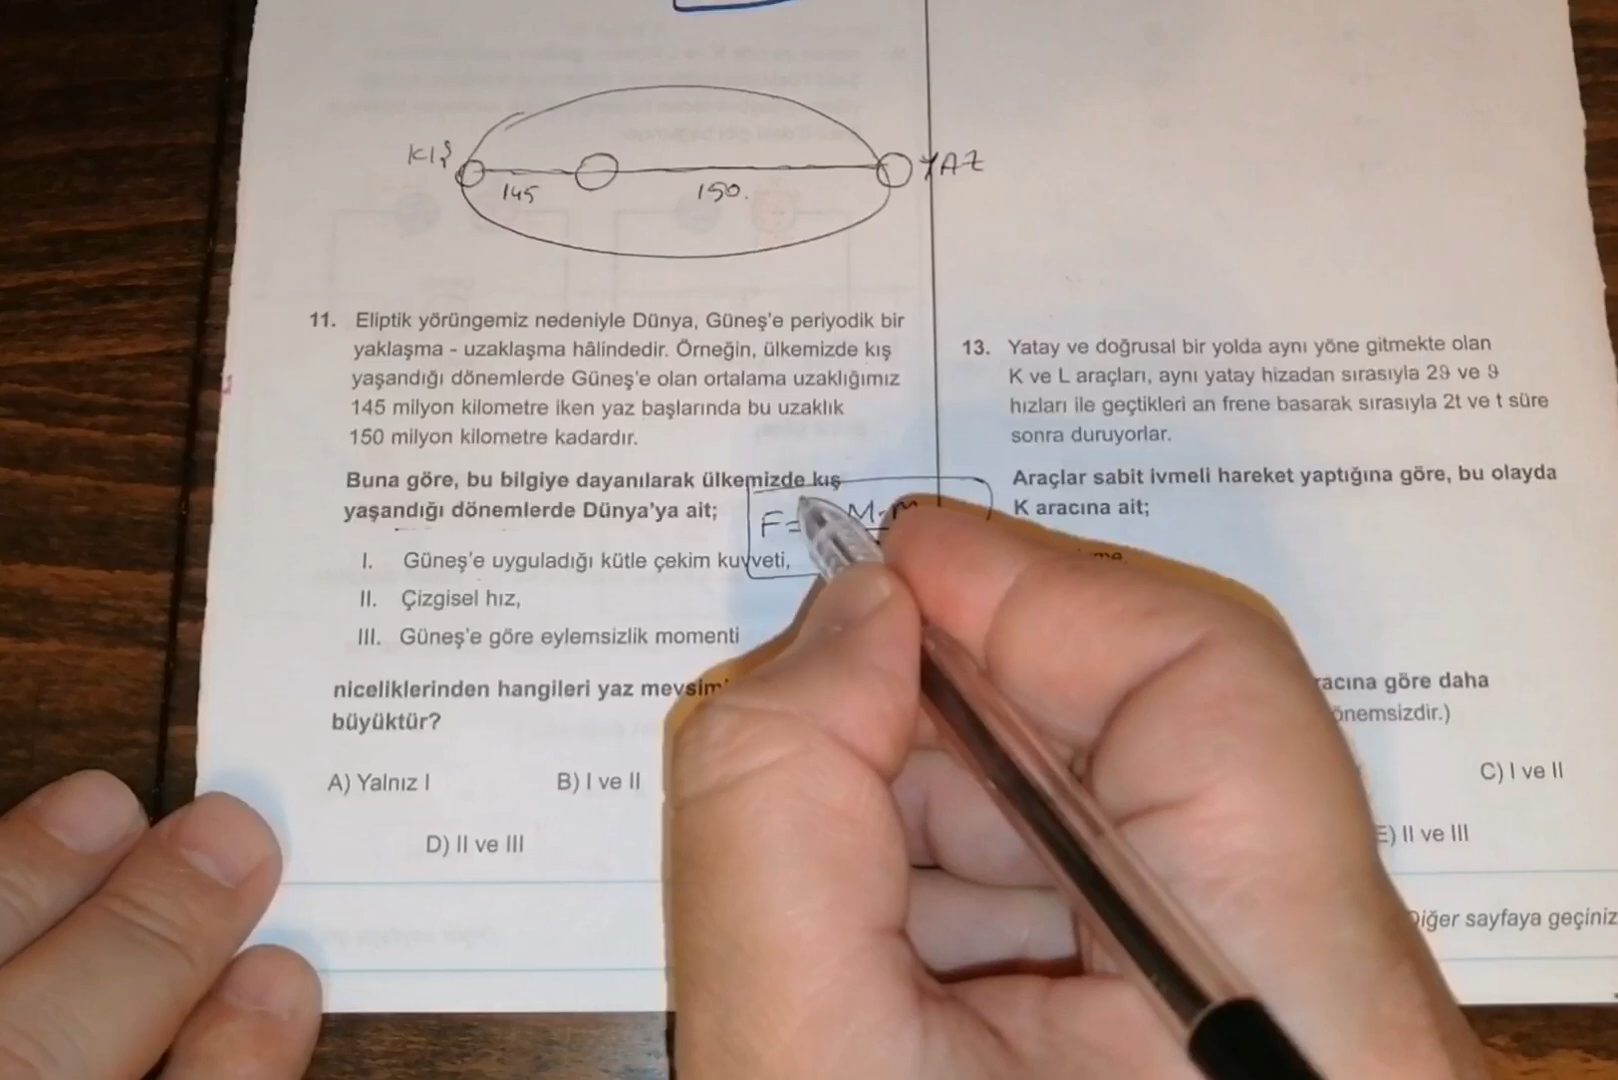 KIŞ
145
150.
YAZ
11. Eliptik yörüngemiz nedeniyle Dünya, Güneş'e periyodik bir
yaklaşma - uzaklaşma hâlindedir. Örneğin, ülkemizde kış
yaşandığı dönemlerde Güneş'e olan ortalama uzaklığımız
145 milyon kilometre iken yaz başlarında bu uzaklık
150 milyon kilometre kadardır.
Buna göre, bu bilgiye dayanılarak ülkemizde kış
yaşandığı dönemlerde Dünya'ya ait;
F= M.m
I. Güneş'e uyguladığı kütle çekim kuvveti,
II. Çizgisel hız,
III. Güneş'e göre eylemsizlik momenti
niceliklerinden hangileri yaz
büyüktür?
A) Yalnız I
B) I ve II
D) II ve III
13. Yatay ve doğrusal bir yolda aynı yöne gitmekte olan
K ve L araçları, aynı yatay hizadan sırasıyla 2ϑ ve ϑ
hızları ile geçtikleri an frene basarak sırasıyla 2t ve t süre
sonra duruyorlar.
Araçlar sabit ivmeli hareket yaptığına göre, bu olayda
K aracına ait;
göre daha
C) I ve II
E) II ve III
Diğer sayfaya geçiniz